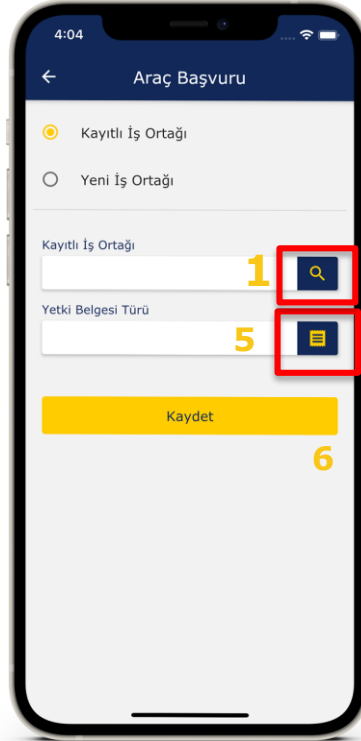 4:04
Araç Başvuru
Kayıtlı İş Ortağı
Yeni İş Ortağı
Kayıtlı İş Ortağı
1
Yetki Belgesi Türü
5
Kaydet
6